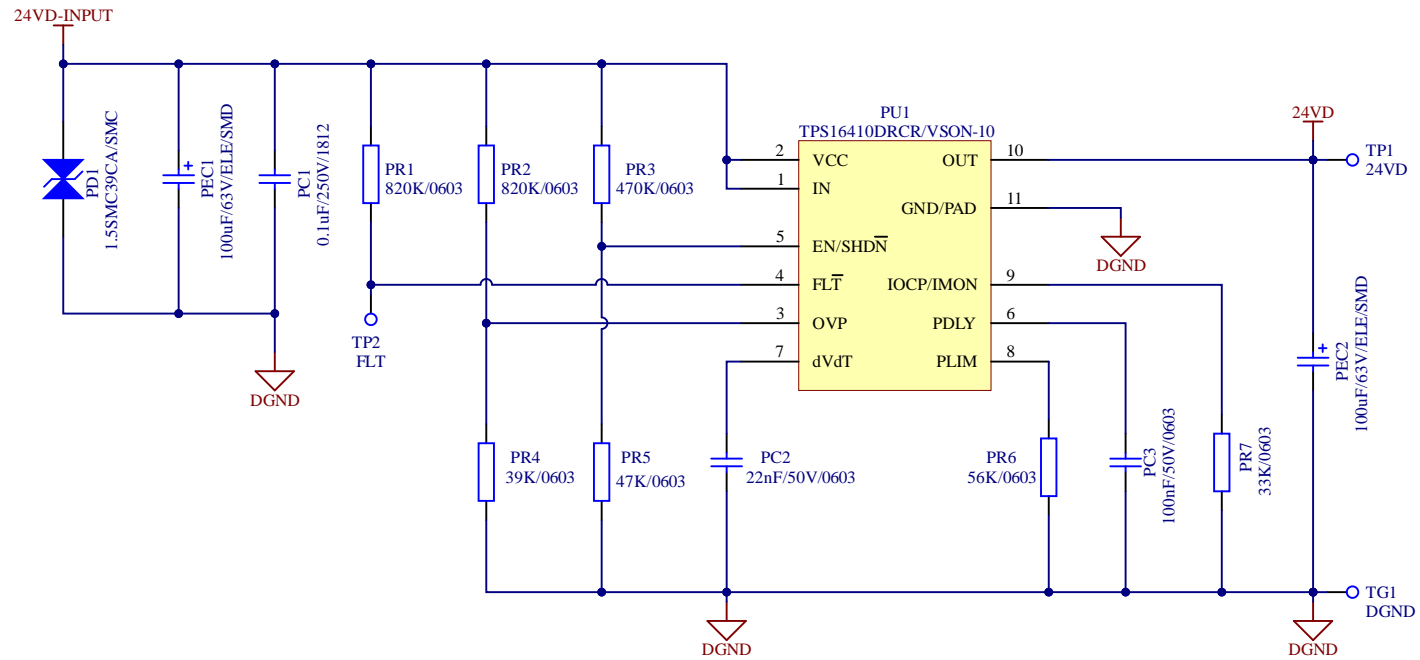 24VD-INPUT
PD1
1.5SMC39CA/SMC
PEC1
100uF/63V/ELE/SMD
+
PC1
0.1uF/250V/1812
DGND
PR1
820K/0603
PR2
820K/0603
PR3
470K/0603
TP2
FLT
PR4
39K/0603
PR5
47K/0603
PC2
22nF/50V/0603
DGND
PU1
TPS16410DRCR/VSON-10
2 VCC
1 IN
5 EN/SHDN
4 FLT
3 OVP
7 dVdT
OUT 10
GND/PAD 11
IOCP/IMON 9
PDLY 6
PLIM 8
DGND
PR6
56K/0603
PC3
100nF/50V/0603
PR7
33K/0603
24VD
TP1
24VD
+
PEC2
100uF/63V/ELE/SMD
TG1
DGND
DGND